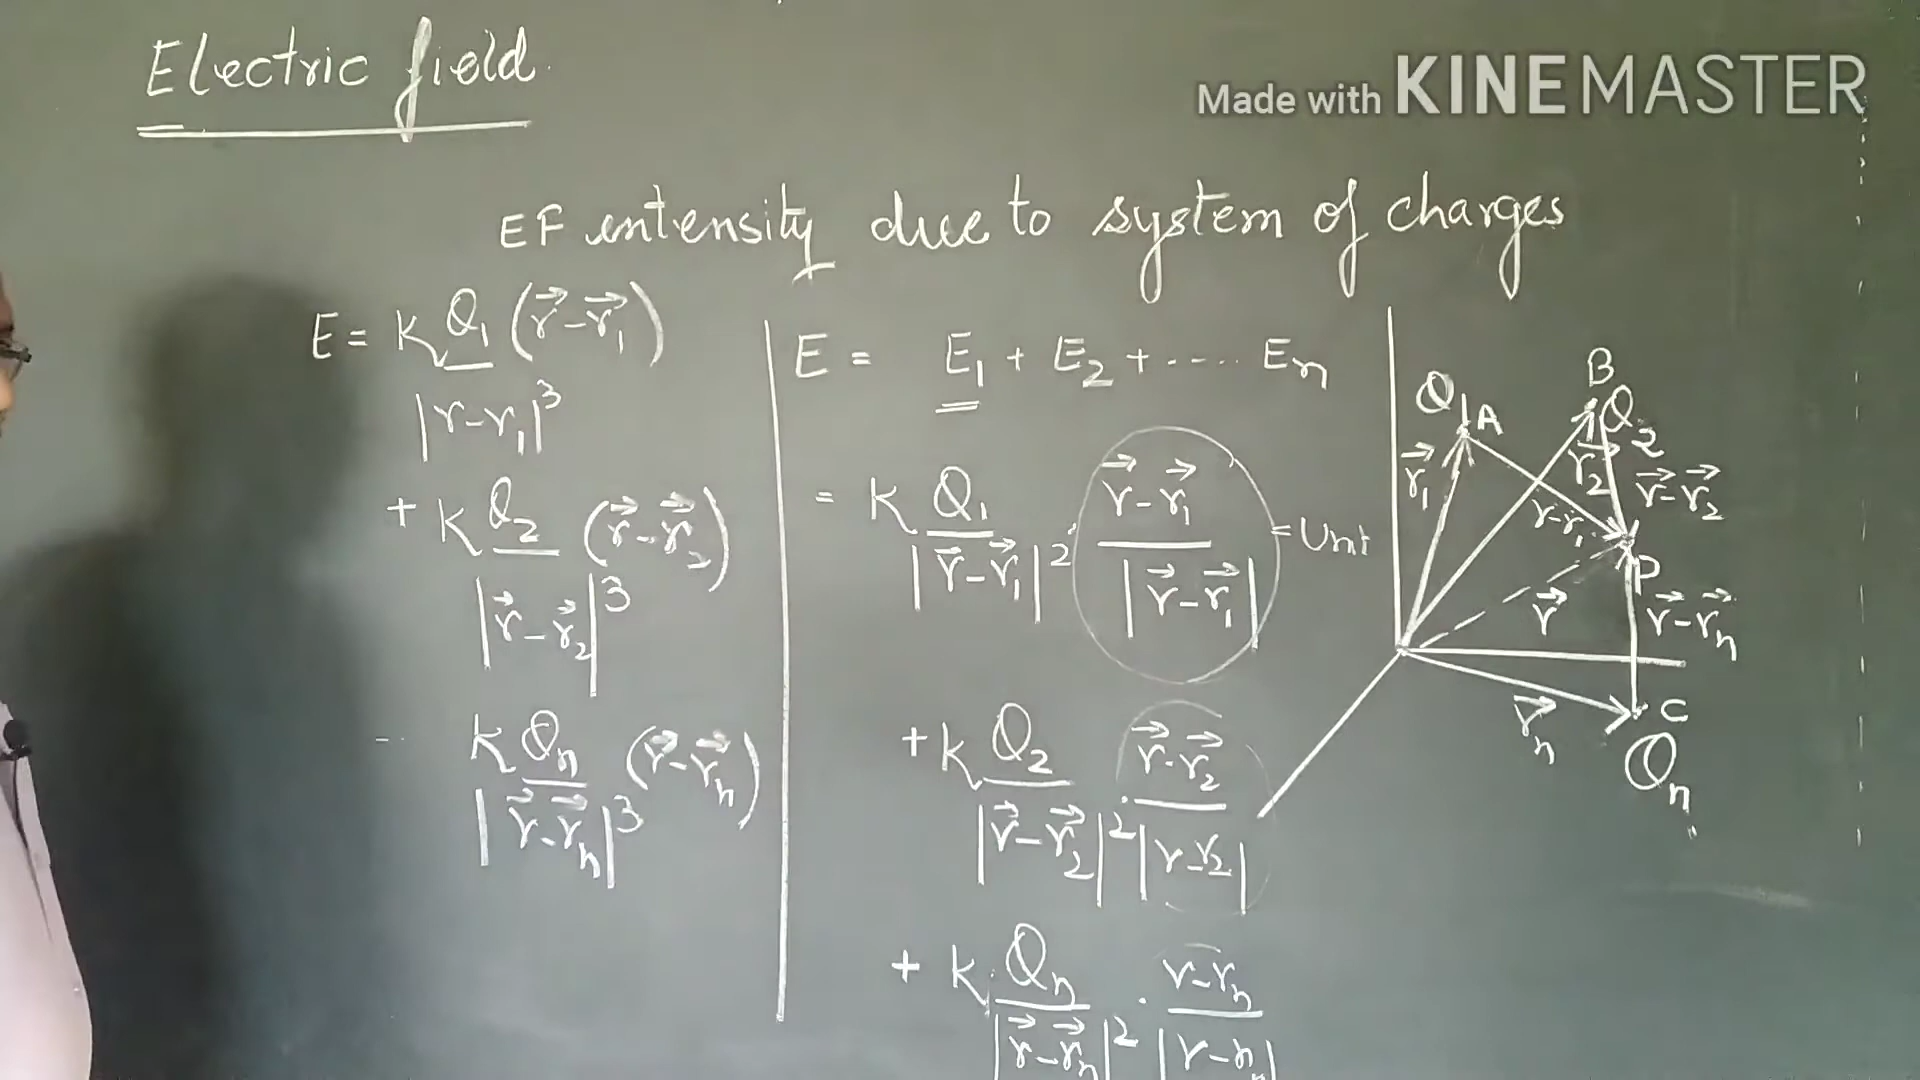 Electric field.
Made with KINEMASTER
EF intensity due to system of charges
E = K Q₁ (r⃗ - r⃗₁)
|r - r₁|³
+ K Q₂ (r⃗ - r⃗₂)
|r⃗ - r⃗₂|³
-- K Qₙ (r⃗ - r⃗ₙ)
|r⃗ - r⃗ₙ|³
E = E₁ + E₂ + ---- Eₙ
= K Q₁ r⃗ - r⃗₁ = Unit
|r⃗ - r⃗₁|² · |r⃗ - r⃗₁|
+ K Q₂ r⃗ - r⃗₂
|r⃗ - r⃗₂|² · |r - r₂|
+ K Qₙ · r - rₙ
|r⃗ - r⃗ₙ|² |r - rₙ|
B
Q₁ A Q₂
r⃗₁ r⃗₂ r⃗ - r⃗₂
r - r₁
P
r⃗ r⃗ - r⃗ₙ
r⃗ₙ C
Qₙ